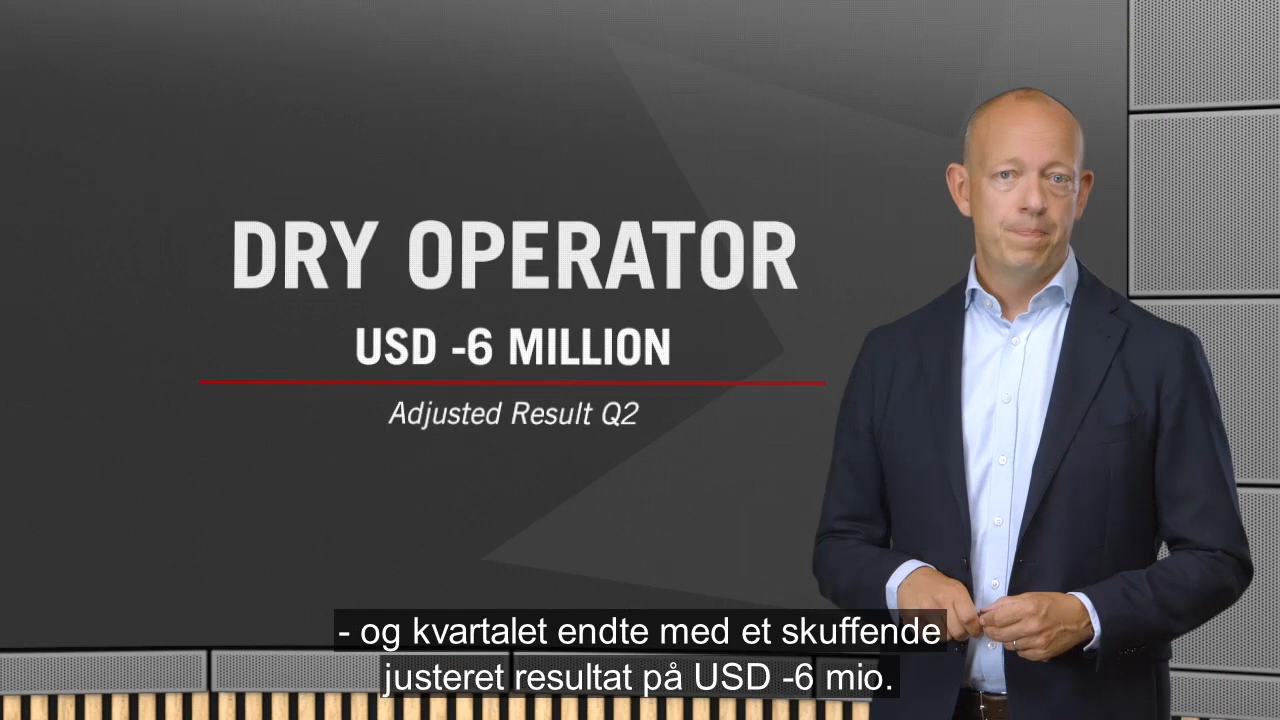 DRY OPERATOR
USD -6 MILLION
Adjusted Result Q2
- og kvartalet endte med et skuffende
justeret resultat på USD -6 mio.